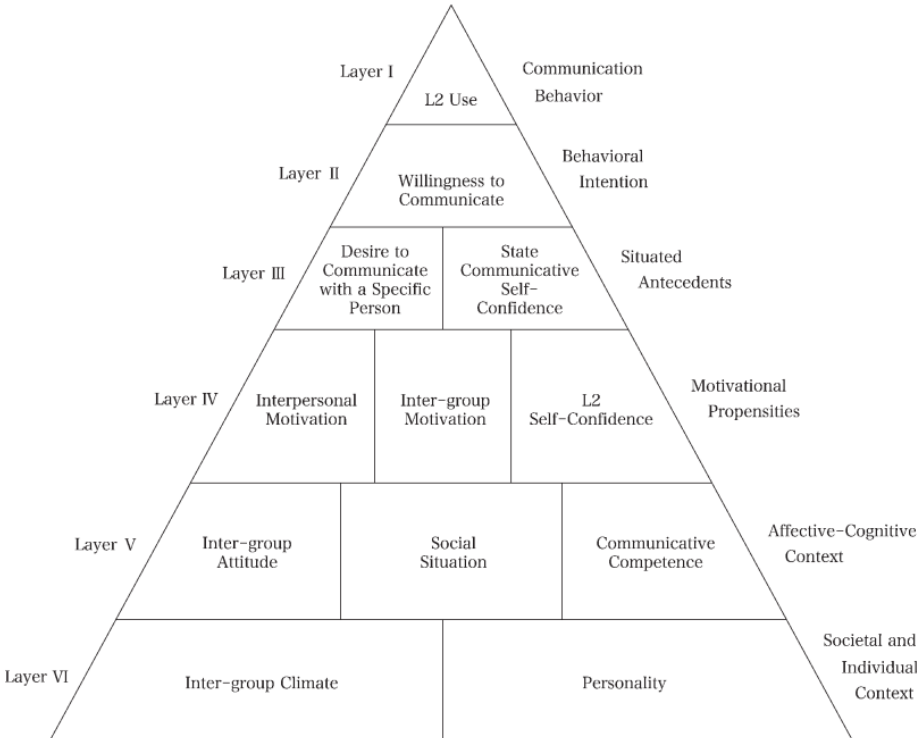 Layer I
L2 Use
Communication
Behavior
Layer II
Willingness to
Communicate
Behavioral
Intention
Layer III
Desire to
Communicate
with a Specific
Person
State
Communicative
Self-
Confidence
Situated
Antecedents
Layer IV
Interpersonal
Motivation
Inter-group
Motivation
L2
Self-Confidence
Motivational
Propensities
Layer V
Inter-group
Attitude
Social
Situation
Communicative
Competence
Affective-Cognitive
Context
Layer VI
Inter-group Climate
Personality
Societal and
Individual
Context